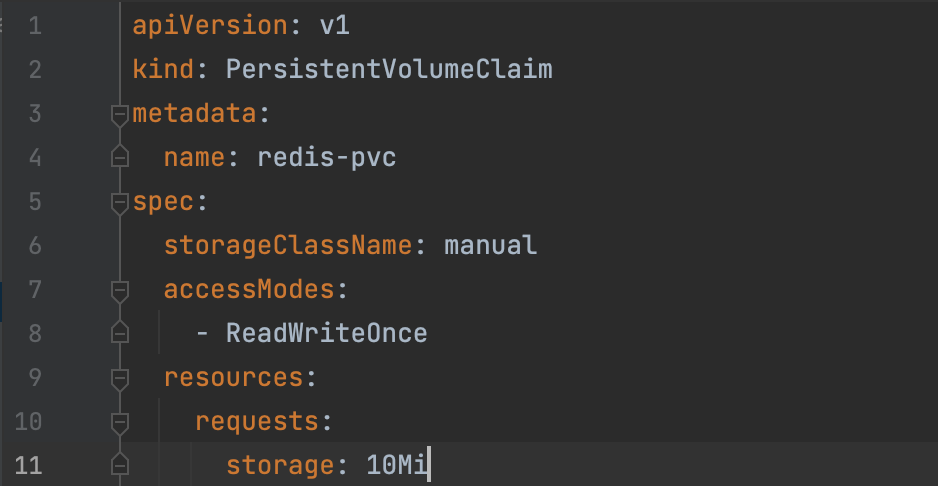 1 apiVersion: v1
2 kind: PersistentVolumeClaim
3 metadata:
4   name: redis-pvc
5 spec:
6   storageClassName: manual
7   accessModes:
8     - ReadWriteOnce
9   resources:
10     requests:
11       storage: 10Mi